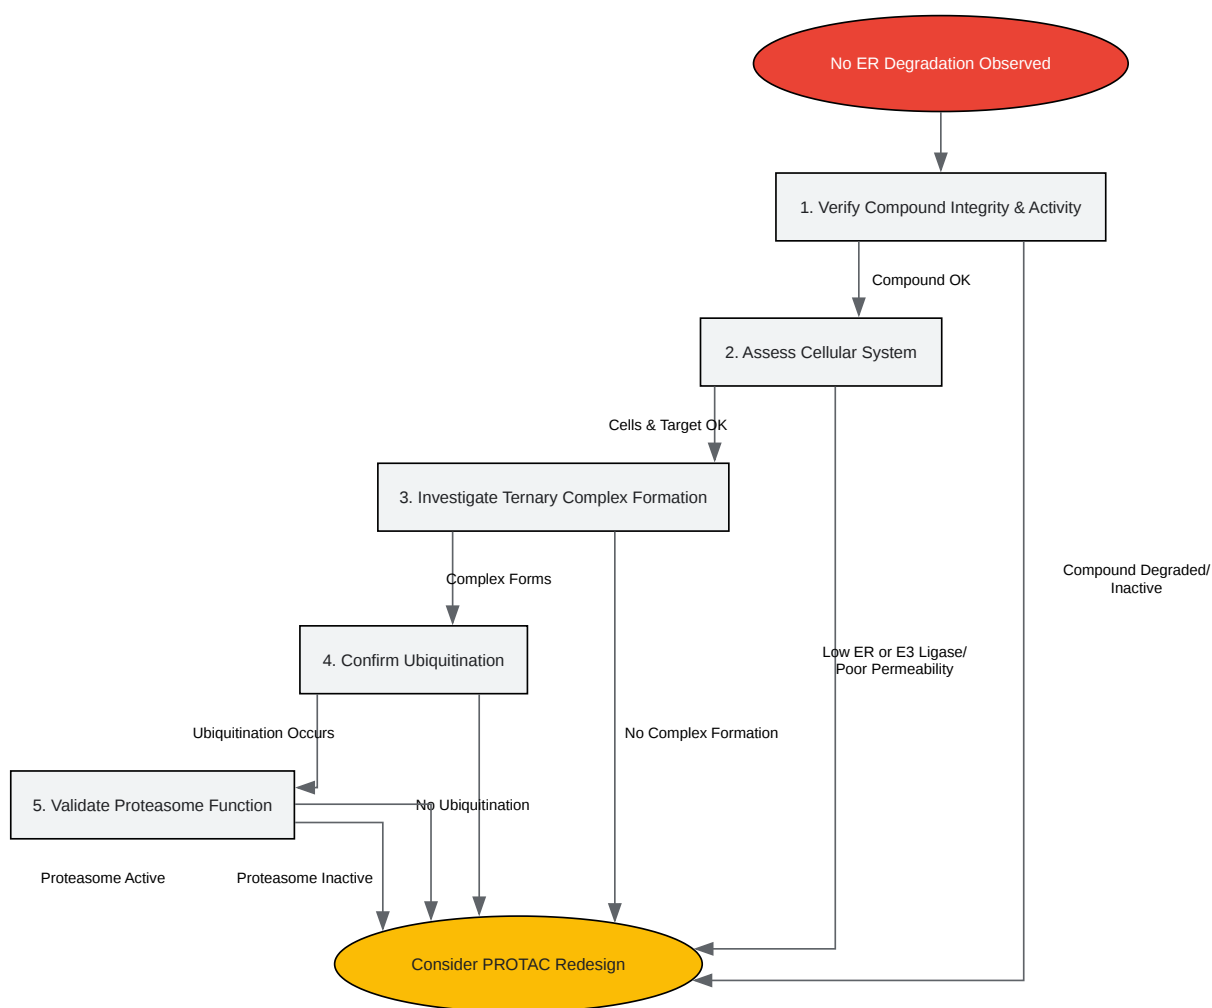 No ER Degradation Observed
1. Verify Compound Integrity & Activity
Compound OK
2. Assess Cellular System
Cells & Target OK
3. Investigate Ternary Complex Formation
Compound Degraded/
Inactive
Complex Forms
Low ER or E3 Ligase/
Poor Permeability
4. Confirm Ubiquitination
Ubiquitination Occurs
No Complex Formation
5. Validate Proteasome Function
No Ubiquitination
Proteasome Active
Proteasome Inactive
Consider PROTAC Redesign